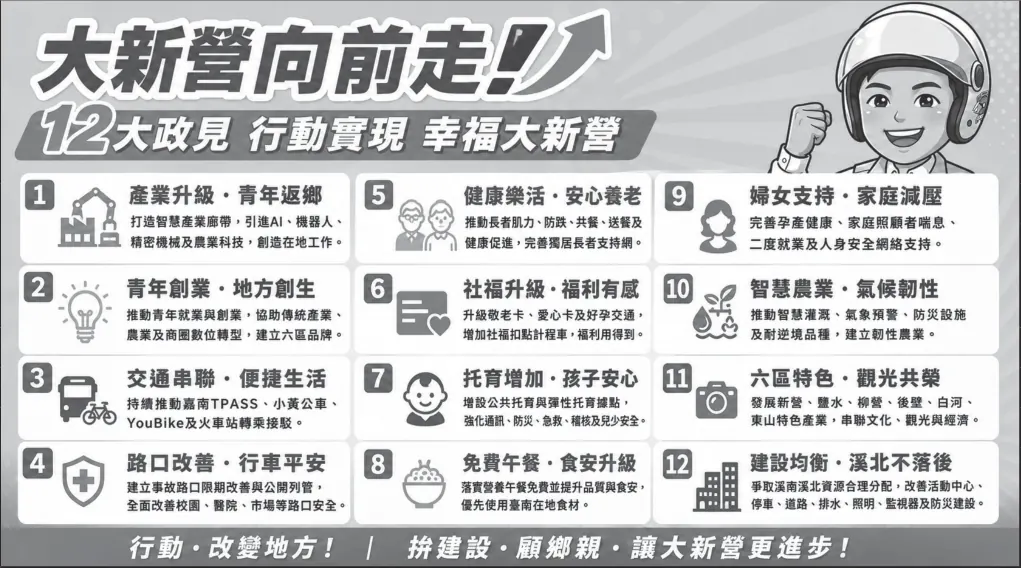 大新營向前走!
12大政見 行動實現 幸福大新營
1
產業升級・青年返鄉
打造智慧產業廊帶，引進AI、機器人、
精密機械及農業科技，創造在地工作。
2
青年創業・地方創生
推動青年就業與創業，協助傳統產業、
農業及商圈數位轉型，建立六區品牌。
3
交通串聯・便捷生活
持續推動嘉南TPASS、小黃公車、
YouBike及火車站轉乘接駁。
4
路口改善・行車平安
建立事故路口限期改善與公開列管，
全面改善校園、醫院、市場等路口安全。
5
健康樂活・安心養老
推動長者肌力、防跌、共餐、送餐及
健康促進，完善獨居長者支持網。
6
社福升級・福利有感
升級敬老卡、愛心卡及好孕交通，
增加社福扣點計程車，福利用得到。
7
托育增加・孩子安心
增設公共托育與彈性托育據點，
強化通訊、防災、急救、稽核及兒少安全。
8
免費午餐・食安升級
落實營養午餐免費並提升品質與食安，
優先使用臺南在地食材。
9
婦女支持・家庭減壓
完善孕產健康、家庭照顧者喘息、
二度就業及人身安全網絡支持。
10
智慧農業・氣候韌性
推動智慧灌溉、氣象預警、防災設施
及耐逆境品種，建立韌性農業。
11
六區特色・觀光共榮
發展新營、鹽水、柳營、後壁、白河、
東山特色產業，串聯文化、觀光與經濟。
12
建設均衡・溪北不落後
爭取溪南溪北資源合理分配，改善活動中心、
停車、道路、排水、照明、監視器及防災建設。
行動・改變地方！ | 拚建設・顧鄉親・讓大新營更進步！